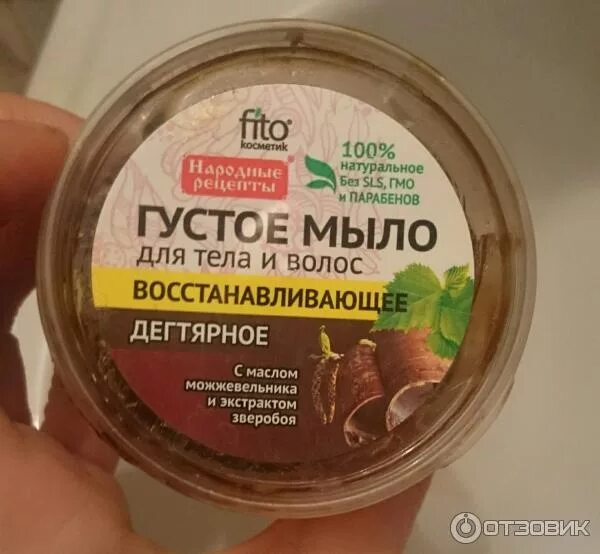 fito®
косметик
Народные
рецепты®
100%
натуральное
Без SLS, ГМО
и ПАРАБЕНОВ
ГУСТОЕ МЫЛО
для тела и волос
ВОССТАНАВЛИВАЮЩЕЕ
ДЕГТЯРНОЕ
С маслом
можжевельника
и экстрактом
зверобоя
ОТЗОВИК